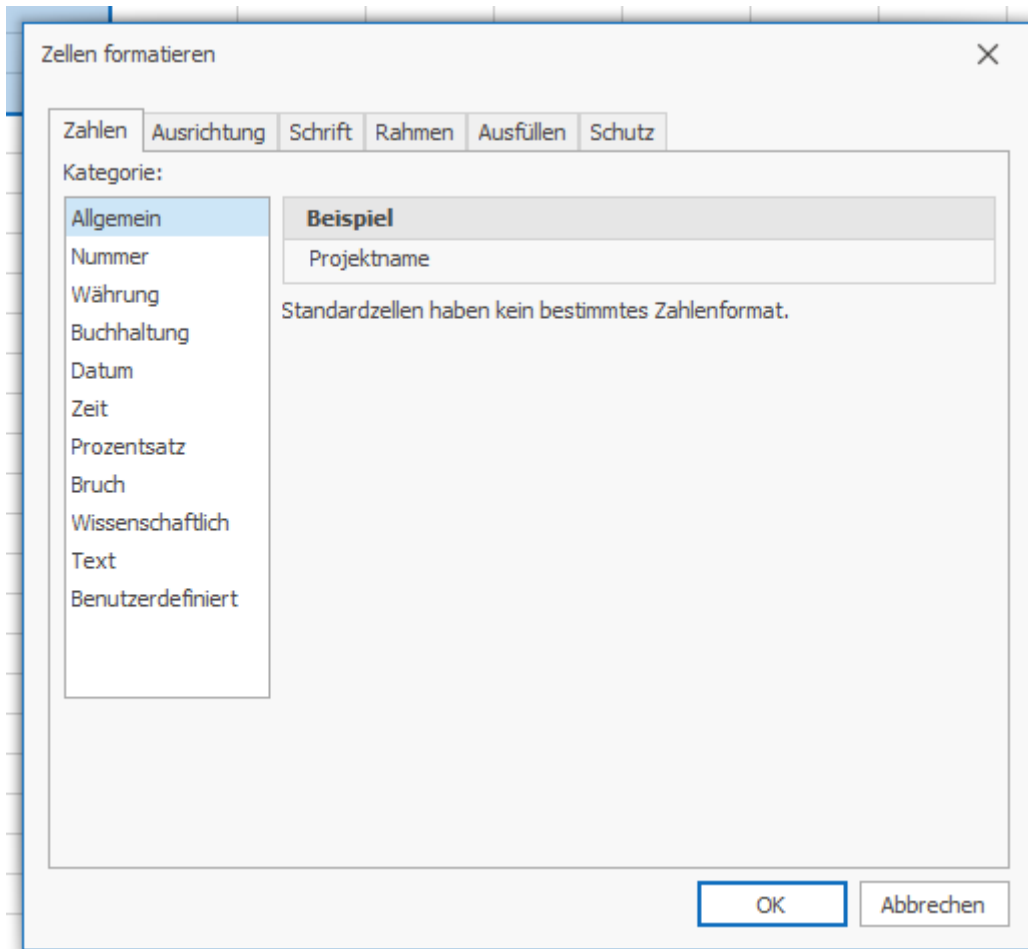 Zellen formatieren
Zahlen Ausrichtung Schrift Rahmen Ausfüllen Schutz
Kategorie:
Allgemein
Nummer
Währung
Buchhaltung
Datum
Zeit
Prozentsatz
Bruch
Wissenschaftlich
Text
Benutzerdefiniert
Beispiel
Projektname
Standardzellen haben kein bestimmtes Zahlenformat.
OK Abbrechen